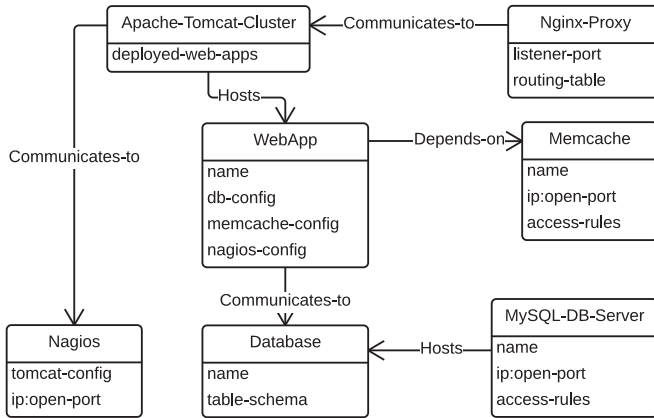 Apache-Tomcat-Cluster
deployed-web-apps
Communicates-to
Nginx-Proxy
listener-port
routing-table
Hosts
WebApp
name
db-config
memcache-config
nagios-config
Depends-on
Memcache
name
ip:open-port
access-rules
Communicates-to
Communicates-to
Nagios
tomcat-config
ip:open-port
Database
name
table-schema
Hosts
MySQL-DB-Server
name
ip:open-port
access-rules